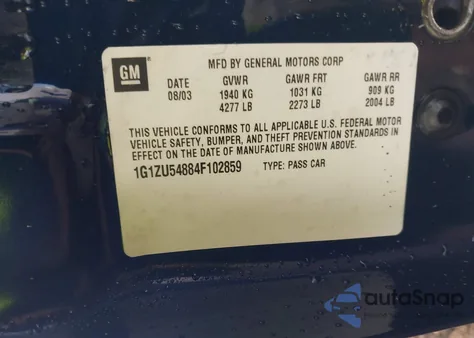 GM
MFD BY GENERAL MOTORS CORP
DATE GVWR GAWR FRT GAWR RR
08/03 1940 KG 1031 KG 909 KG
4277 LB 2273 LB 2004 LB
THIS VEHICLE CONFORMS TO ALL APPLICABLE U.S. FEDERAL MOTOR
VEHICLE SAFETY, BUMPER, AND THEFT PREVENTION STANDARDS IN
EFFECT ON THE DATE OF MANUFACTURE SHOWN ABOVE.
1G1ZU54884F102859 TYPE: PASS CAR
autoSnap